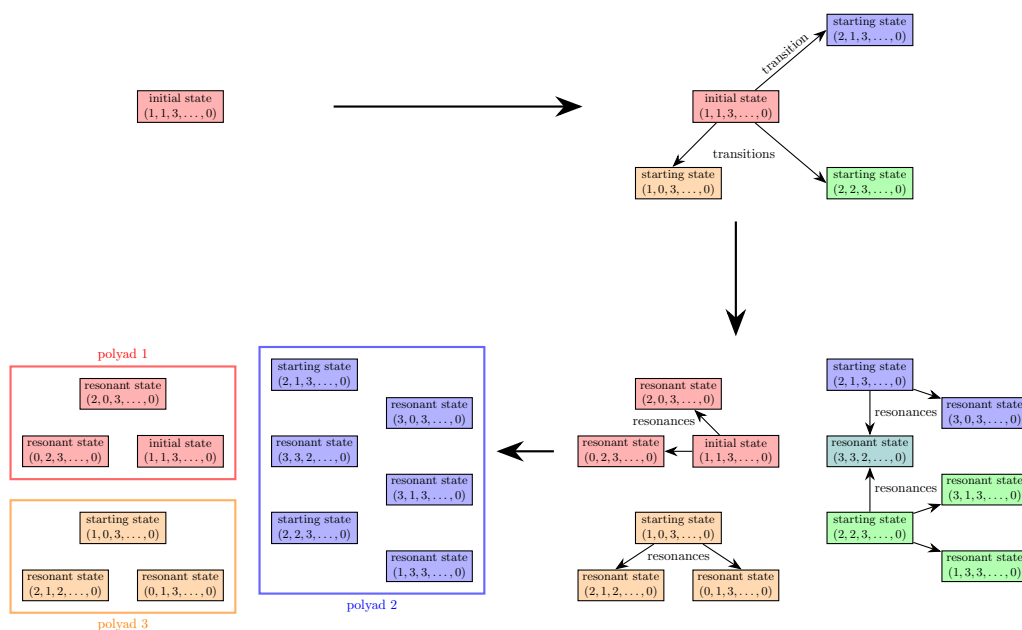 initial state
(1, 1, 3, . . . , 0)
starting state
(2, 1, 3, . . . , 0)
transition
initial state
(1, 1, 3, . . . , 0)
transitions
starting state
(1, 0, 3, . . . , 0)
starting state
(2, 2, 3, . . . , 0)
polyad 1
resonant state
(2, 0, 3, . . . , 0)
resonant state
(0, 2, 3, . . . , 0)
initial state
(1, 1, 3, . . . , 0)
starting state
(1, 0, 3, . . . , 0)
resonant state
(2, 1, 2, . . . , 0)
resonant state
(0, 1, 3, . . . , 0)
polyad 3
starting state
(2, 1, 3, . . . , 0)
resonant state
(3, 0, 3, . . . , 0)
resonant state
(3, 3, 2, . . . , 0)
resonant state
(3, 1, 3, . . . , 0)
starting state
(2, 2, 3, . . . , 0)
resonant state
(1, 3, 3, . . . , 0)
polyad 2
resonant state
(2, 0, 3, . . . , 0)
resonances
resonant state
(0, 2, 3, . . . , 0)
initial state
(1, 1, 3, . . . , 0)
starting state
(1, 0, 3, . . . , 0)
resonances
resonant state
(2, 1, 2, . . . , 0)
resonant state
(0, 1, 3, . . . , 0)
starting state
(2, 1, 3, . . . , 0)
resonances
resonant state
(3, 0, 3, . . . , 0)
resonant state
(3, 3, 2, . . . , 0)
resonances
resonant state
(3, 1, 3, . . . , 0)
starting state
(2, 2, 3, . . . , 0)
resonant state
(1, 3, 3, . . . , 0)